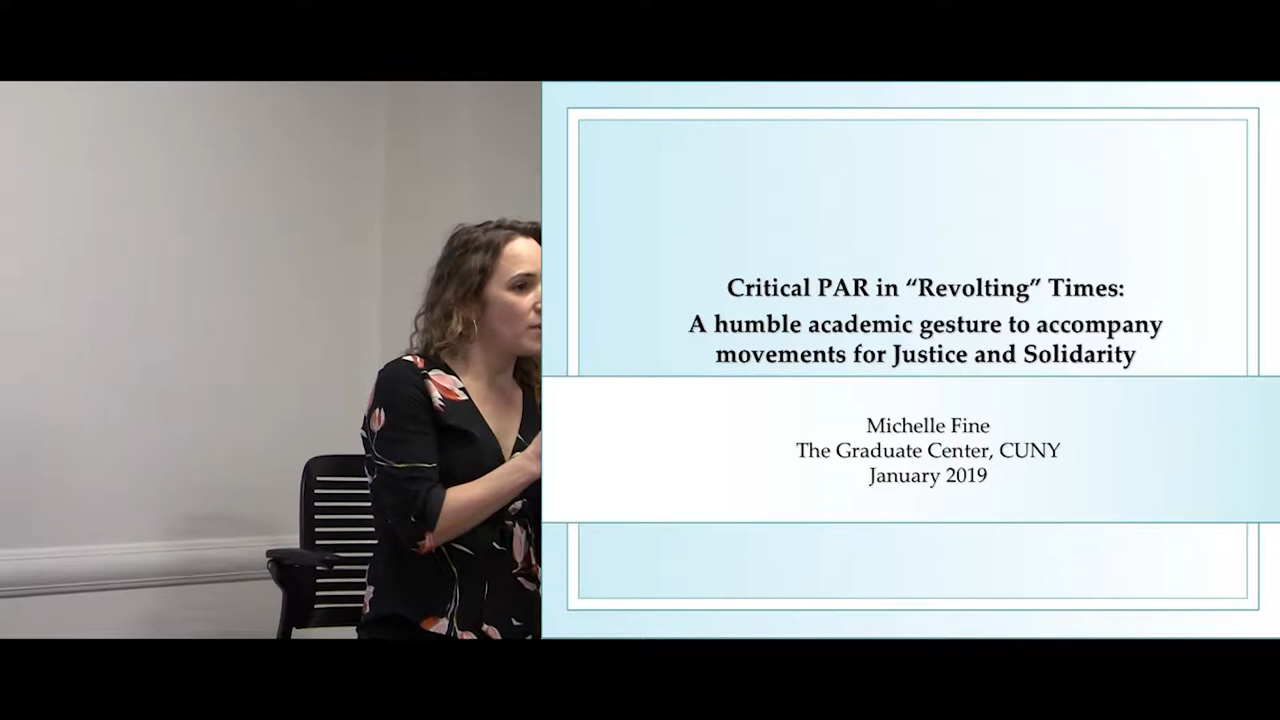 Critical PAR in “Revolting” Times:
A humble academic gesture to accompany
movements for Justice and Solidarity
Michelle Fine
The Graduate Center, CUNY
January 2019